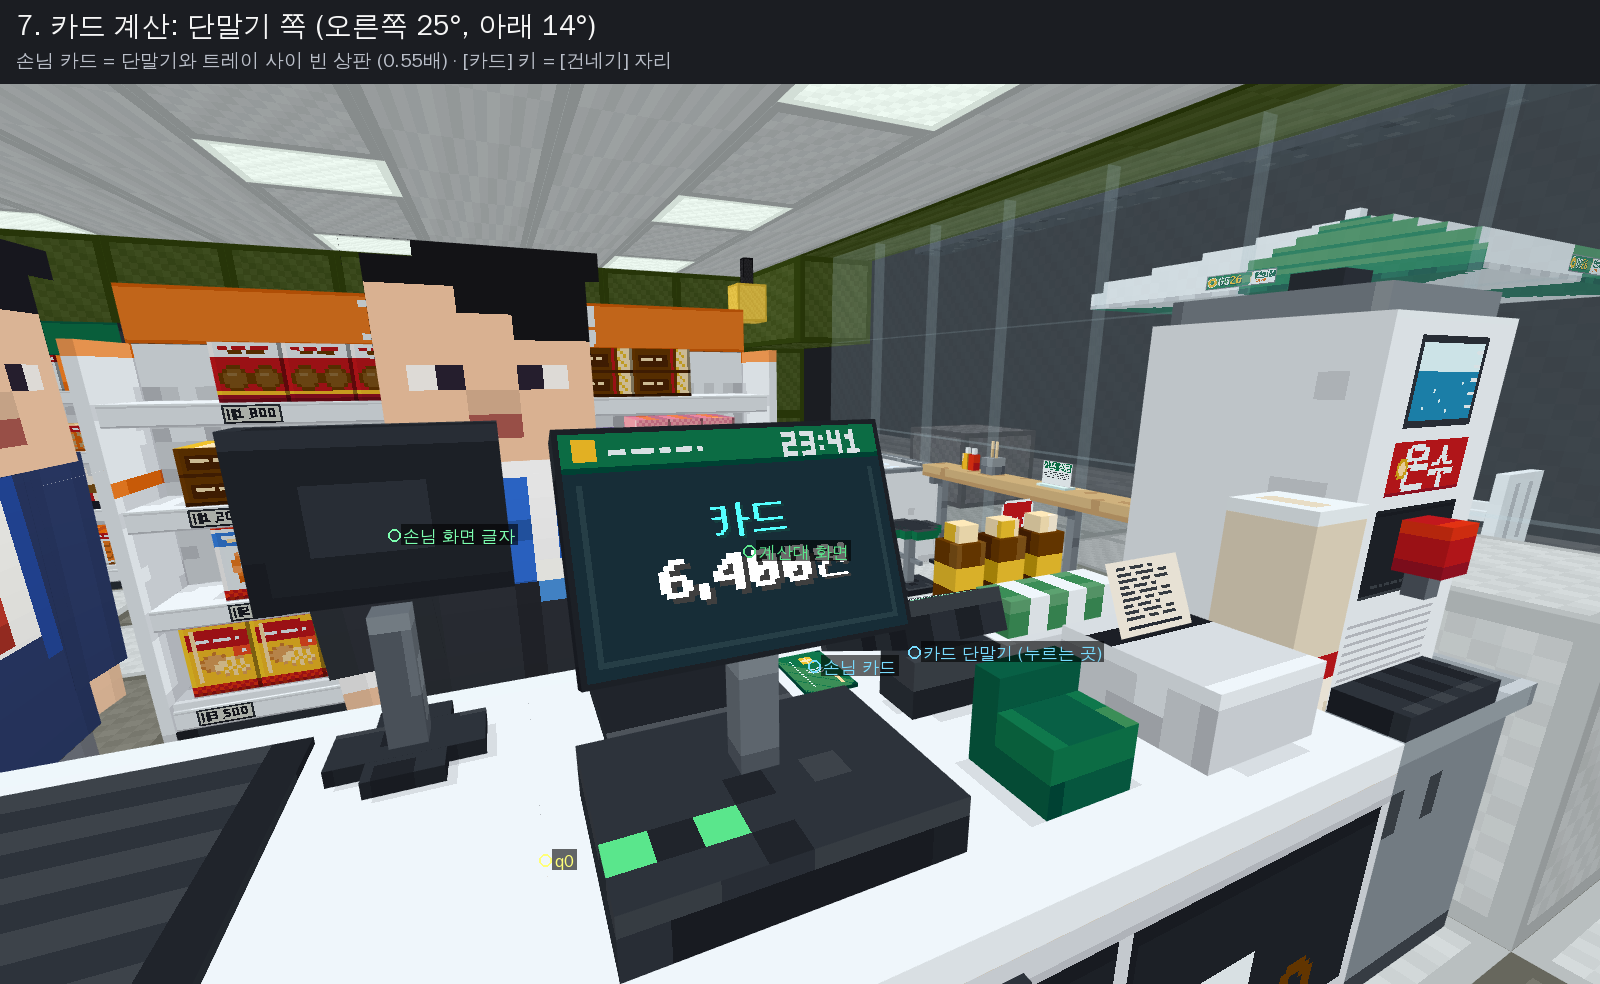 7. 카드 계산: 단말기 쪽 (오른쪽 25°, 아래 14°)
손님 카드 = 단말기와 트레이 사이 빈 상판 (0.55배) · [카드] 키 = [건네기] 자리
23:41
카드
계산대 화면
손님 화면 글자
카드 단말기 (누르는 곳)
손님 카드
q0
온수